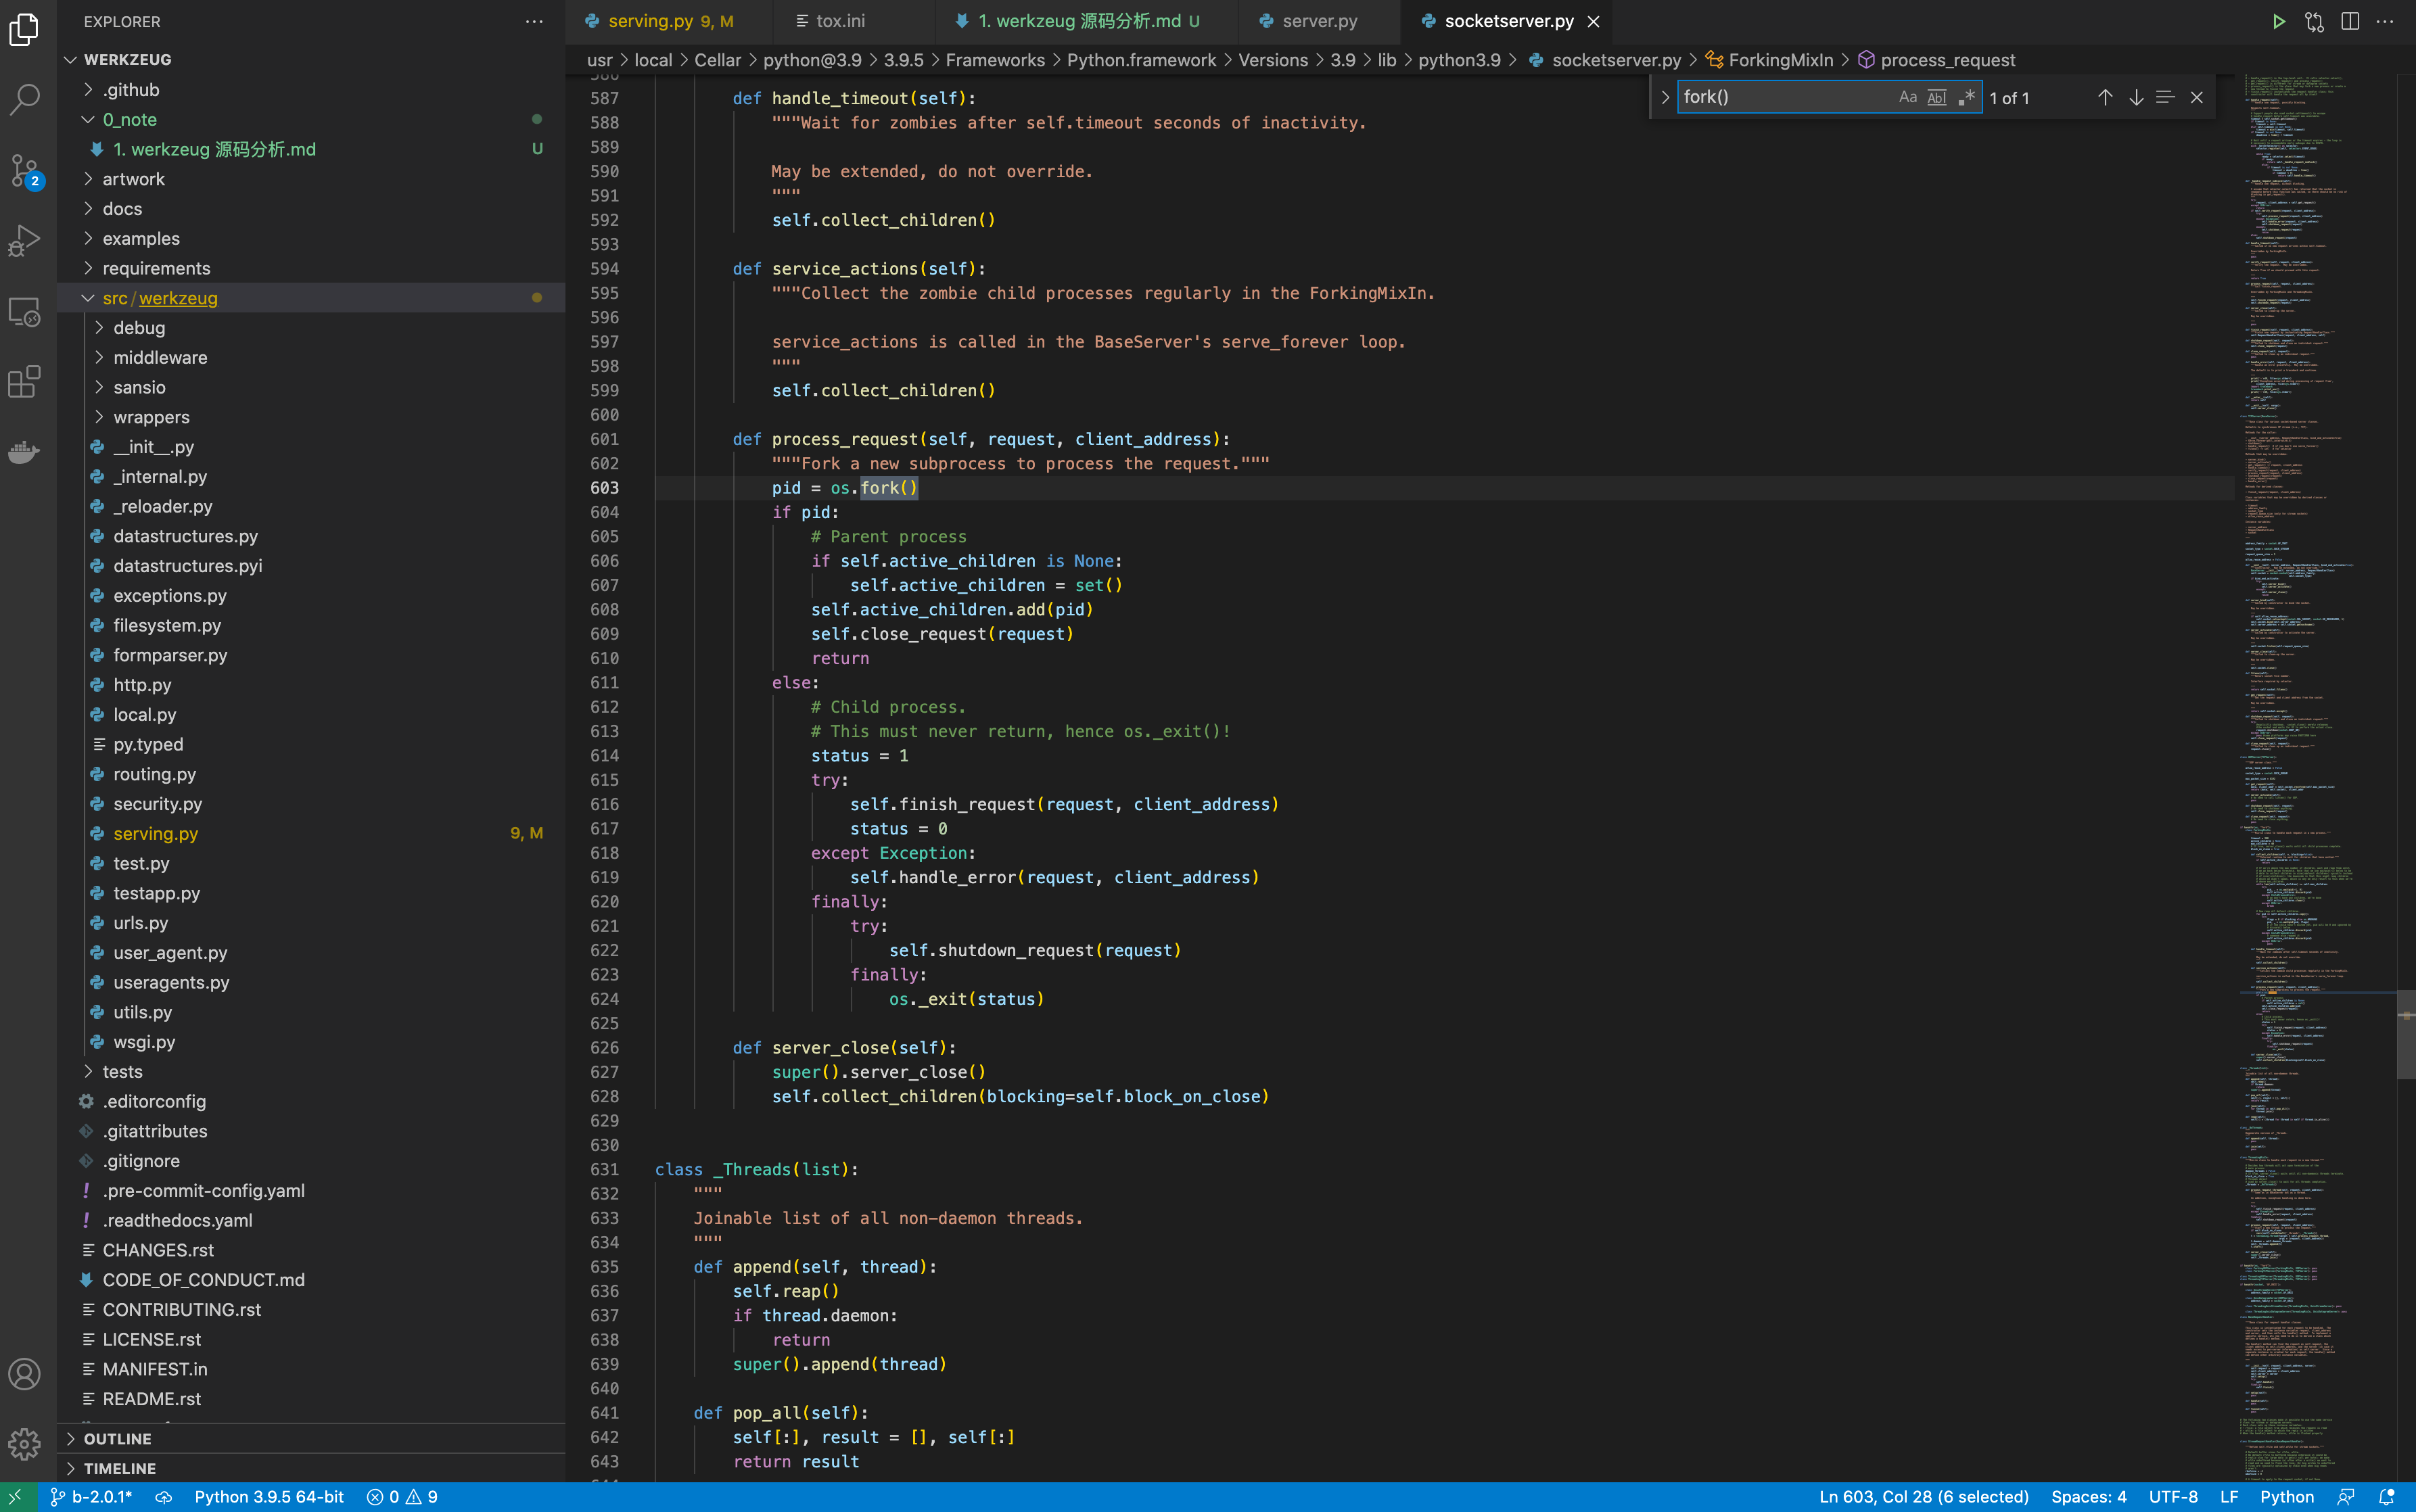 EXPLORER
WERKZEUG
.github
0_note
1. werkzeug 源码分析.md U
artwork
docs
examples
requirements
src / werkzeug
debug
middleware
sansio
wrappers
__init__.py
_internal.py
_reloader.py
datastructures.py
datastructures.pyi
exceptions.py
filesystem.py
formparser.py
http.py
local.py
py.typed
routing.py
security.py
serving.py 9, M
test.py
testapp.py
urls.py
user_agent.py
useragents.py
utils.py
wsgi.py
tests
.editorconfig
.gitattributes
.gitignore
.pre-commit-config.yaml
.readthedocs.yaml
CHANGES.rst
CODE_OF_CONDUCT.md
CONTRIBUTING.rst
LICENSE.rst
MANIFEST.in
README.rst
OUTLINE
TIMELINE
2
serving.py 9, M tox.ini 1. werkzeug 源码分析.md U server.py socketserver.py
usr > local > Cellar > python@3.9 > 3.9.5 > Frameworks > Python.framework > Versions > 3.9 > lib > python3.9 > socketserver.py > ForkingMixIn > process_request
fork() Aa Abl .* 1 of 1
587 def handle_timeout(self):
588 """Wait for zombies after self.timeout seconds of inactivity.
589
590 May be extended, do not override.
591 """
592 self.collect_children()
593
594 def service_actions(self):
595 """Collect the zombie child processes regularly in the ForkingMixIn.
596
597 service_actions is called in the BaseServer's serve_forever loop.
598 """
599 self.collect_children()
600
601 def process_request(self, request, client_address):
602 """Fork a new subprocess to process the request."""
603 pid = os.fork()
604 if pid:
605 # Parent process
606 if self.active_children is None:
607 self.active_children = set()
608 self.active_children.add(pid)
609 self.close_request(request)
610 return
611 else:
612 # Child process.
613 # This must never return, hence os._exit()!
614 status = 1
615 try:
616 self.finish_request(request, client_address)
617 status = 0
618 except Exception:
619 self.handle_error(request, client_address)
620 finally:
621 try:
622 self.shutdown_request(request)
623 finally:
624 os._exit(status)
625
626 def server_close(self):
627 super().server_close()
628 self.collect_children(blocking=self.block_on_close)
629
630
631 class _Threads(list):
632 """
633 Joinable list of all non-daemon threads.
634 """
635 def append(self, thread):
636 self.reap()
637 if thread.daemon:
638 return
639 super().append(thread)
640
641 def pop_all(self):
642 self[:], result = [], self[:]
643 return result
b-2.0.1* Python 3.9.5 64-bit 0 9 Ln 603, Col 28 (6 selected) Spaces: 4 UTF-8 LF Python